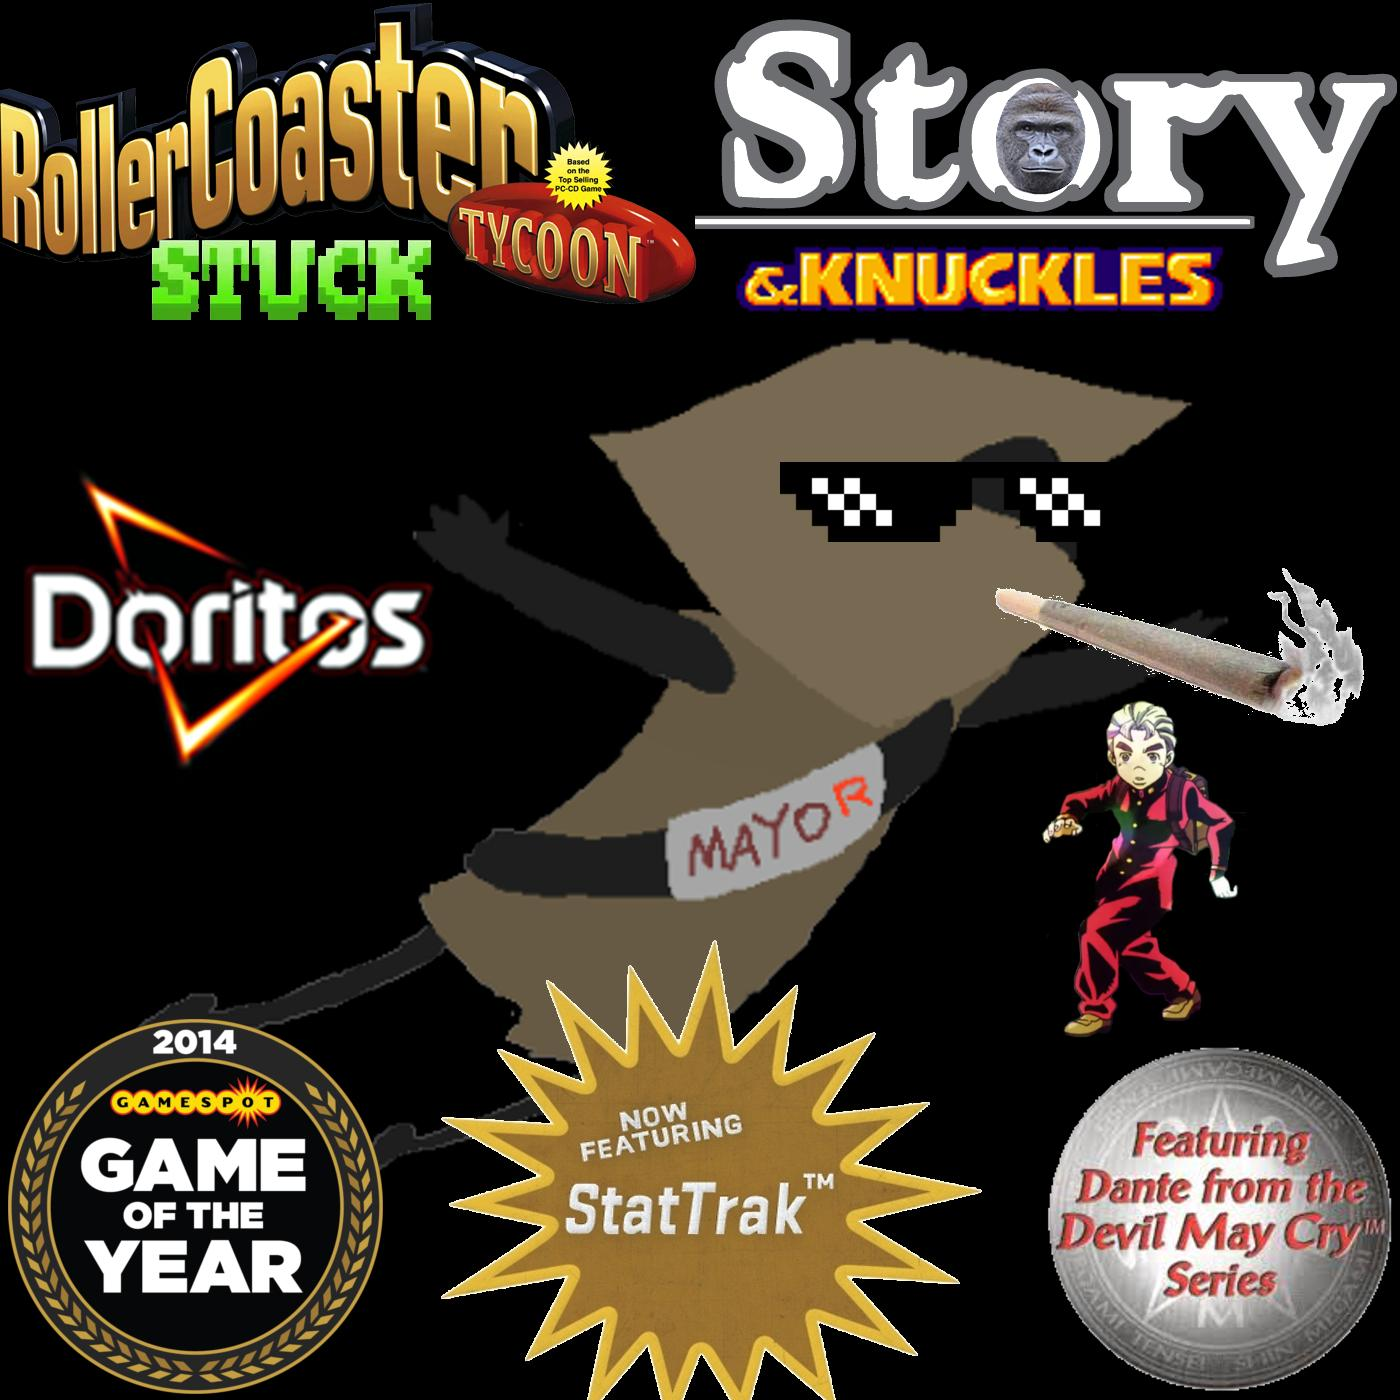 RollerCoaster
TYCOON™
Based
on the
Top Selling
PC-CD Game
STUCK
Story
&KNUCKLES
Doritos
MAYOR
2014
GAMESPOT
GAME
OF THE
YEAR
NOW
FEATURING
StatTrak™
Featuring
Dante from the
Devil May Cry™
Series